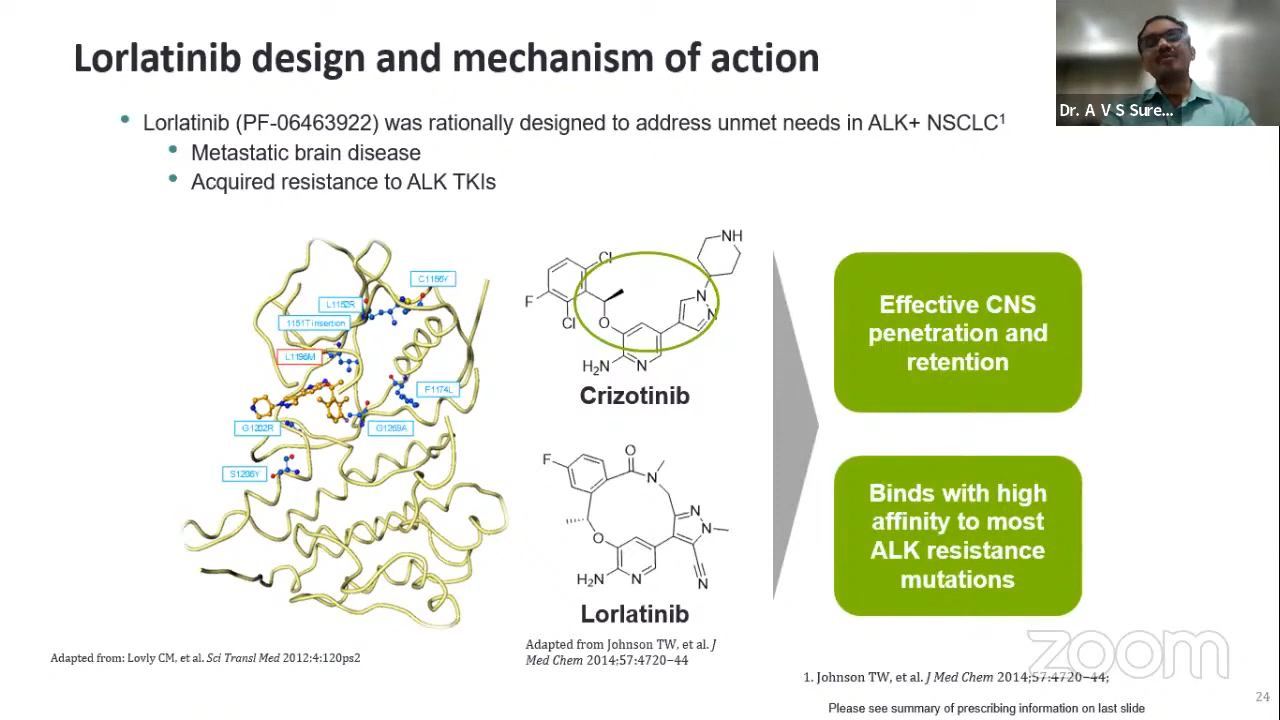 Lorlatinib design and mechanism of action
Dr. A V S Sure...
• Lorlatinib (PF-06463922) was rationally designed to address unmet needs in ALK+ NSCLC¹
• Metastatic brain disease
• Acquired resistance to ALK TKIs
C1156Y
L1152R
1151T insertion
L1196M
F1174L
G1202R
G1269A
S1206Y
NH
Cl
F
N
N
Cl
O
H₂N
N
Crizotinib
O
F
N
N
N
O
H₂N
N
N
Lorlatinib
Effective CNS
penetration and
retention
Binds with high
affinity to most
ALK resistance
mutations
Adapted from: Lovly CM, et al. Sci Transl Med 2012;4:120ps2
Adapted from Johnson TW, et al. J
Med Chem 2014;57:4720–44
zoom
1. Johnson TW, et al. J Med Chem 2014;57:4720–44;
Please see summary of prescribing information on last slide
24